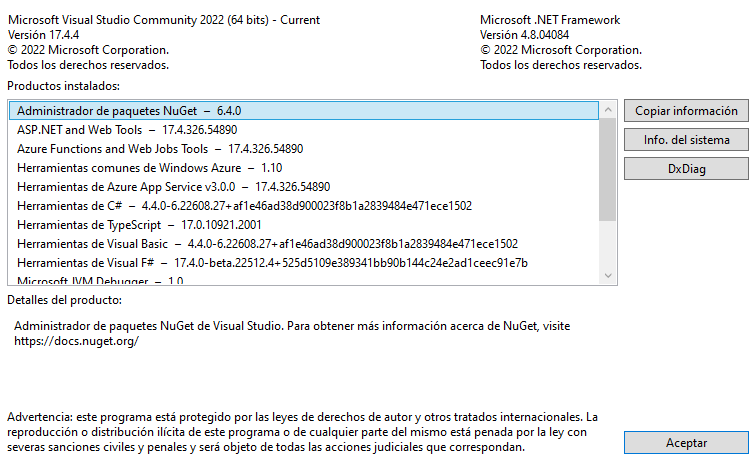 Microsoft Visual Studio Community 2022 (64 bits) - Current
Versión 17.4.4
© 2022 Microsoft Corporation.
Todos los derechos reservados.
Microsoft .NET Framework
Versión 4.8.04084
© 2022 Microsoft Corporation.
Todos los derechos reservados.
Productos instalados:
Administrador de paquetes NuGet – 6.4.0
ASP.NET and Web Tools – 17.4.326.54890
Azure Functions and Web Jobs Tools – 17.4.326.54890
Herramientas comunes de Windows Azure – 1.10
Herramientas de Azure App Service v3.0.0 – 17.4.326.54890
Herramientas de C# – 4.4.0-6.22608.27+af1e46ad38d900023f8b1a2839484e471ece1502
Herramientas de TypeScript – 17.0.10921.2001
Herramientas de Visual Basic – 4.4.0-6.22608.27+af1e46ad38d900023f8b1a2839484e471ece1502
Herramientas de Visual F# – 17.4.0-beta.22512.4+525d5109e389341bb90b144c24e2ad1ceec91e7b
Microsoft JVM Debugger – 1.0
Copiar información
Info. del sistema
DxDiag
Detalles del producto:
Administrador de paquetes NuGet de Visual Studio. Para obtener más información acerca de NuGet, visite
https://docs.nuget.org/
Advertencia: este programa está protegido por las leyes de derechos de autor y otros tratados internacionales. La
reproducción o distribución ilícita de este programa o de cualquier parte del mismo está penada por la ley con
severas sanciones civiles y penales y será objeto de todas las acciones judiciales que correspondan.
Aceptar